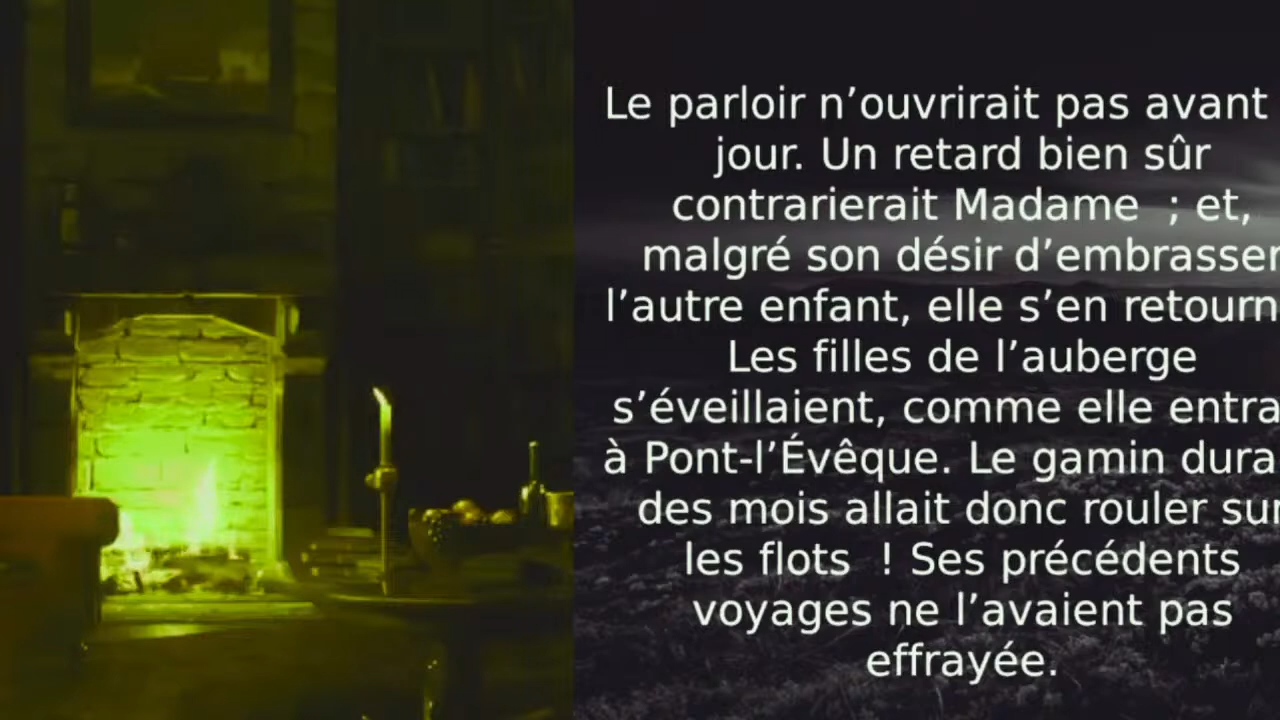 Le parloir n’ouvrirait pas avant
jour. Un retard bien sûr
contrarierait Madame ; et,
malgré son désir d’embrasser
l’autre enfant, elle s’en retourn
Les filles de l’auberge
s’éveillaient, comme elle entra
à Pont-l’Évêque. Le gamin dura
des mois allait donc rouler sur
les flots ! Ses précédents
voyages ne l’avaient pas
effrayée.